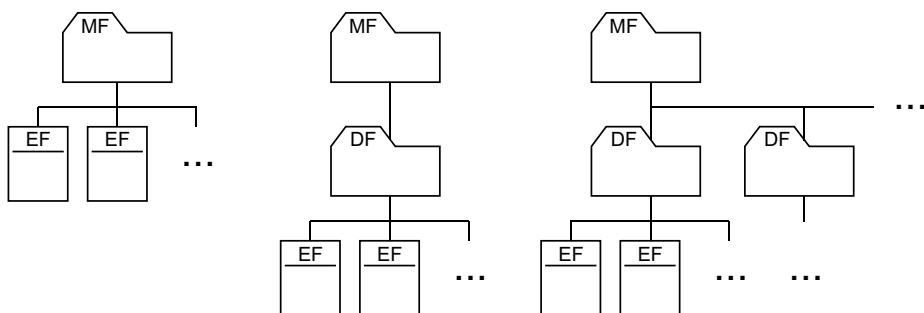 MF MF MF
...
EF EF ... DF DF DF
EF EF ... EF EF ... ...